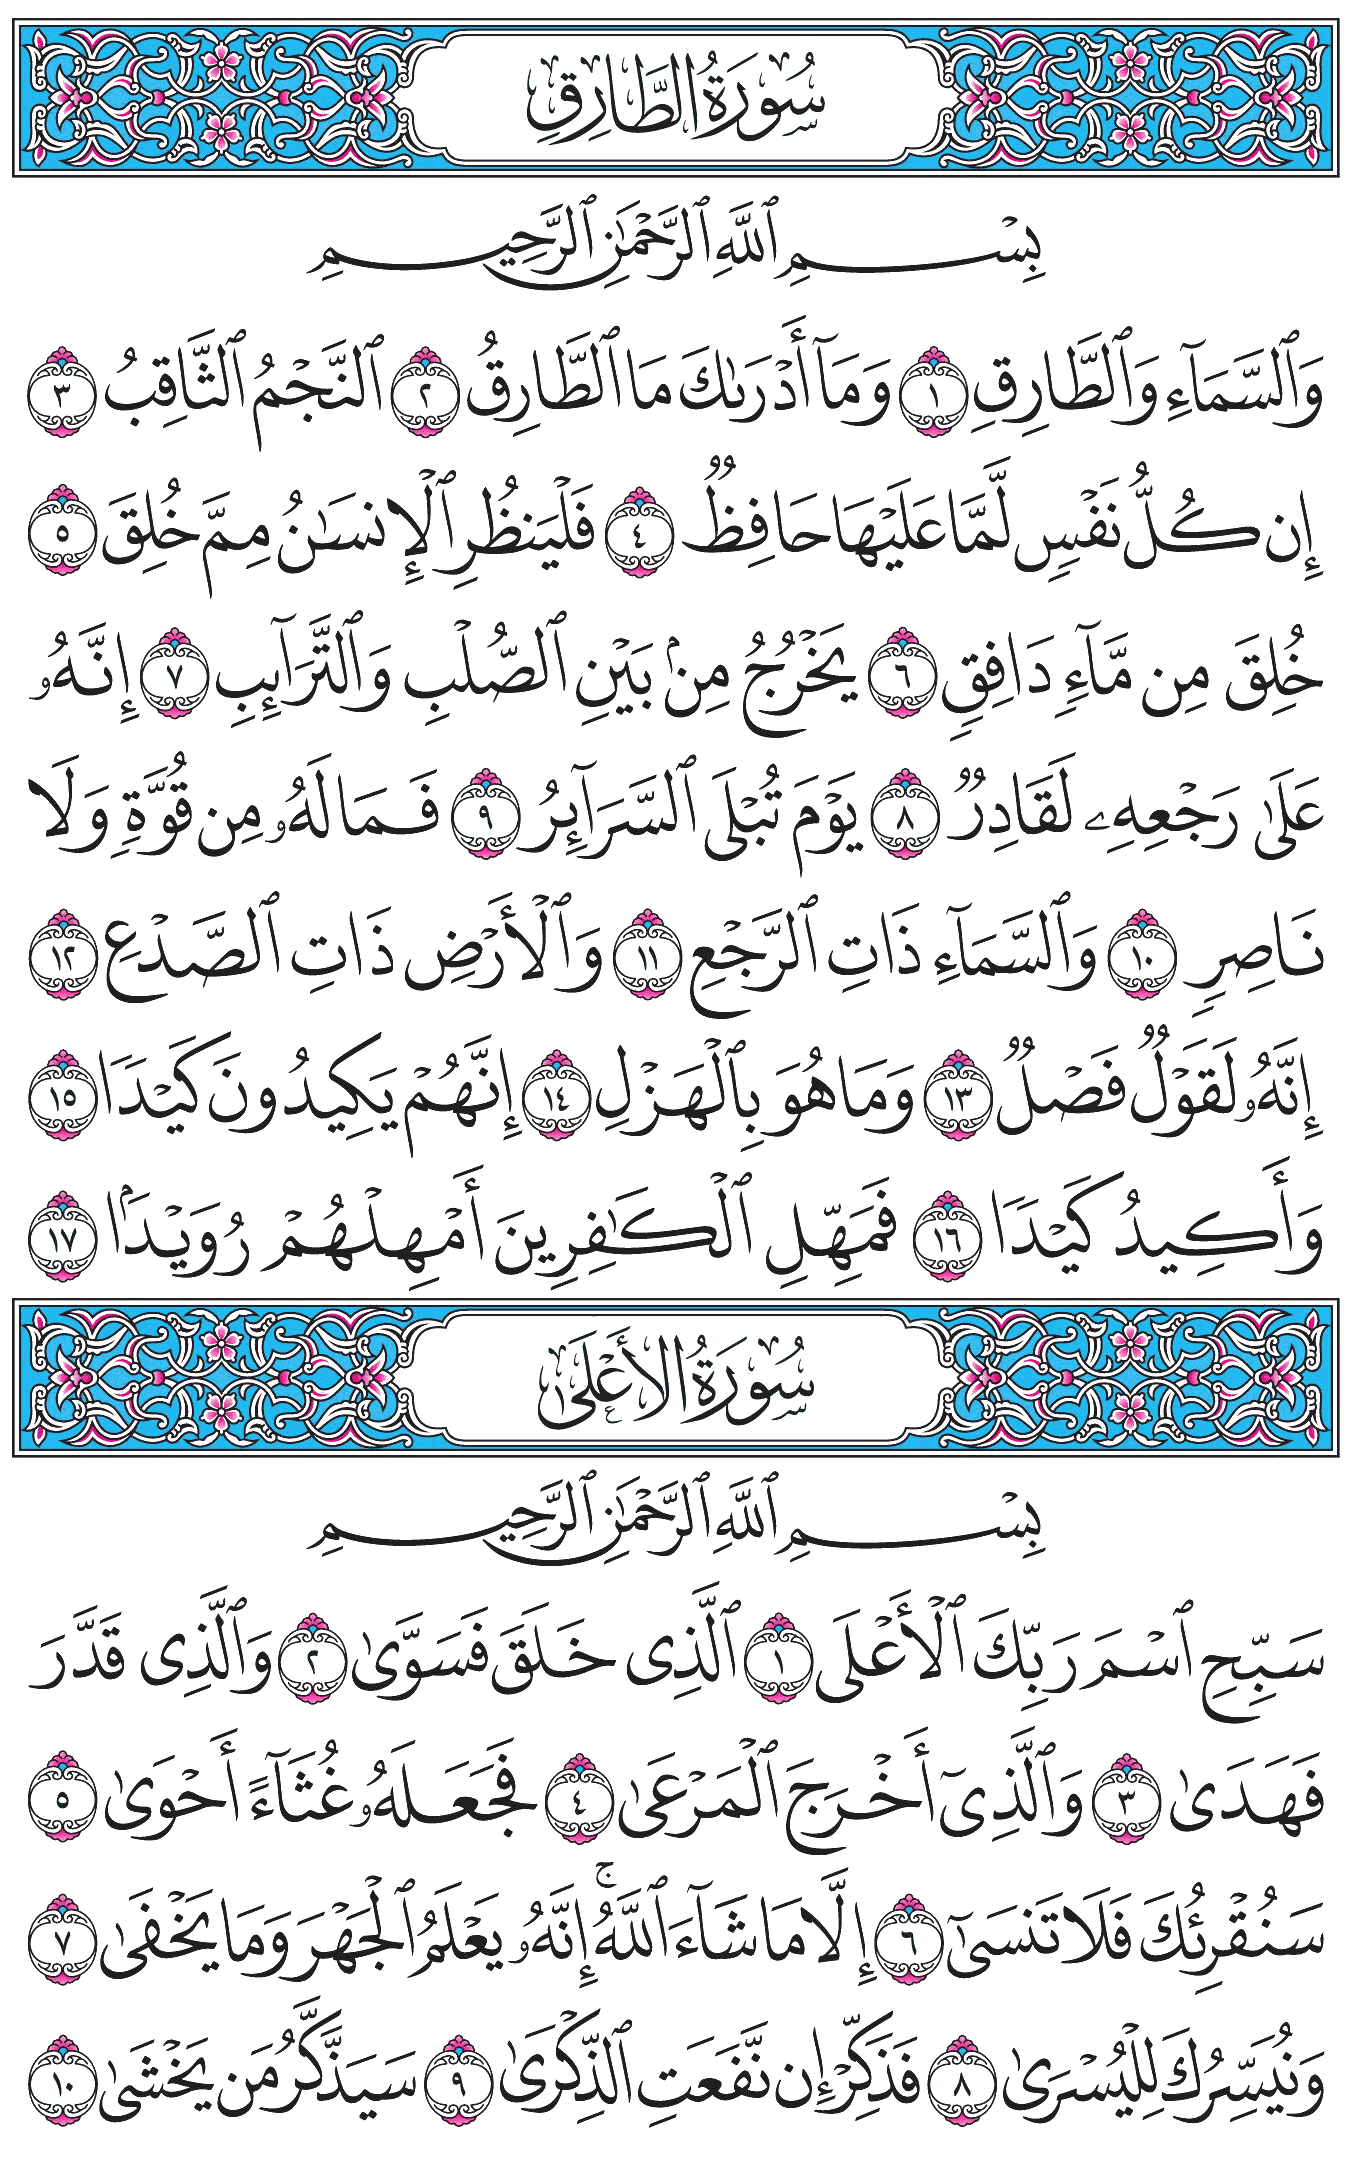 سُورَةُ الطَّارِقِ
بِسْمِ ٱللَّهِ ٱلرَّحْمَٰنِ ٱلرَّحِيمِ
وَٱلسَّمَآءِ وَٱلطَّارِقِ ١ وَمَآ أَدْرَىٰكَ مَا ٱلطَّارِقُ ٢ ٱلنَّجْمُ ٱلثَّاقِبُ ٣
إِن كُلُّ نَفْسٍ لَّمَّا عَلَيْهَا حَافِظٌ ٤ فَلْيَنظُرِ ٱلْإِنسَٰنُ مِمَّ خُلِقَ ٥
خُلِقَ مِن مَّآءٍ دَافِقٍ ٦ يَخْرُجُ مِنۢ بَيْنِ ٱلصُّلْبِ وَٱلتَّرَآئِبِ ٧ إِنَّهُۥ
عَلَىٰ رَجْعِهِۦ لَقَادِرٌ ٨ يَوْمَ تُبْلَى ٱلسَّرَآئِرُ ٩ فَمَا لَهُۥ مِن قُوَّةٍ وَلَا
نَاصِرٍ ١٠ وَٱلسَّمَآءِ ذَاتِ ٱلرَّجْعِ ١١ وَٱلْأَرْضِ ذَاتِ ٱلصَّدْعِ ١٢
إِنَّهُۥ لَقَوْلٌ فَصْلٌ ١٣ وَمَا هُوَ بِٱلْهَزْلِ ١٤ إِنَّهُمْ يَكِيدُونَ كَيْدًا ١٥
وَأَكِيدُ كَيْدًا ١٦ فَمَهِّلِ ٱلْكَٰفِرِينَ أَمْهِلْهُمْ رُوَيْدَۢا ١٧
سُورَةُ الأَعْلَىٰ
بِسْمِ ٱللَّهِ ٱلرَّحْمَٰنِ ٱلرَّحِيمِ
سَبِّحِ ٱسْمَ رَبِّكَ ٱلْأَعْلَى ١ ٱلَّذِى خَلَقَ فَسَوَّىٰ ٢ وَٱلَّذِى قَدَّرَ
فَهَدَىٰ ٣ وَٱلَّذِىٓ أَخْرَجَ ٱلْمَرْعَىٰ ٤ فَجَعَلَهُۥ غُثَآءً أَحْوَىٰ ٥
سَنُقْرِئُكَ فَلَا تَنسَىٰٓ ٦ إِلَّا مَا شَآءَ ٱللَّهُ ۚ إِنَّهُۥ يَعْلَمُ ٱلْجَهْرَ وَمَا يَخْفَىٰ ٧
وَنُيَسِّرُكَ لِلْيُسْرَىٰ ٨ فَذَكِّرْ إِن نَّفَعَتِ ٱلذِّكْرَىٰ ٩ سَيَذَّكَّرُ مَن يَخْشَىٰ ١٠